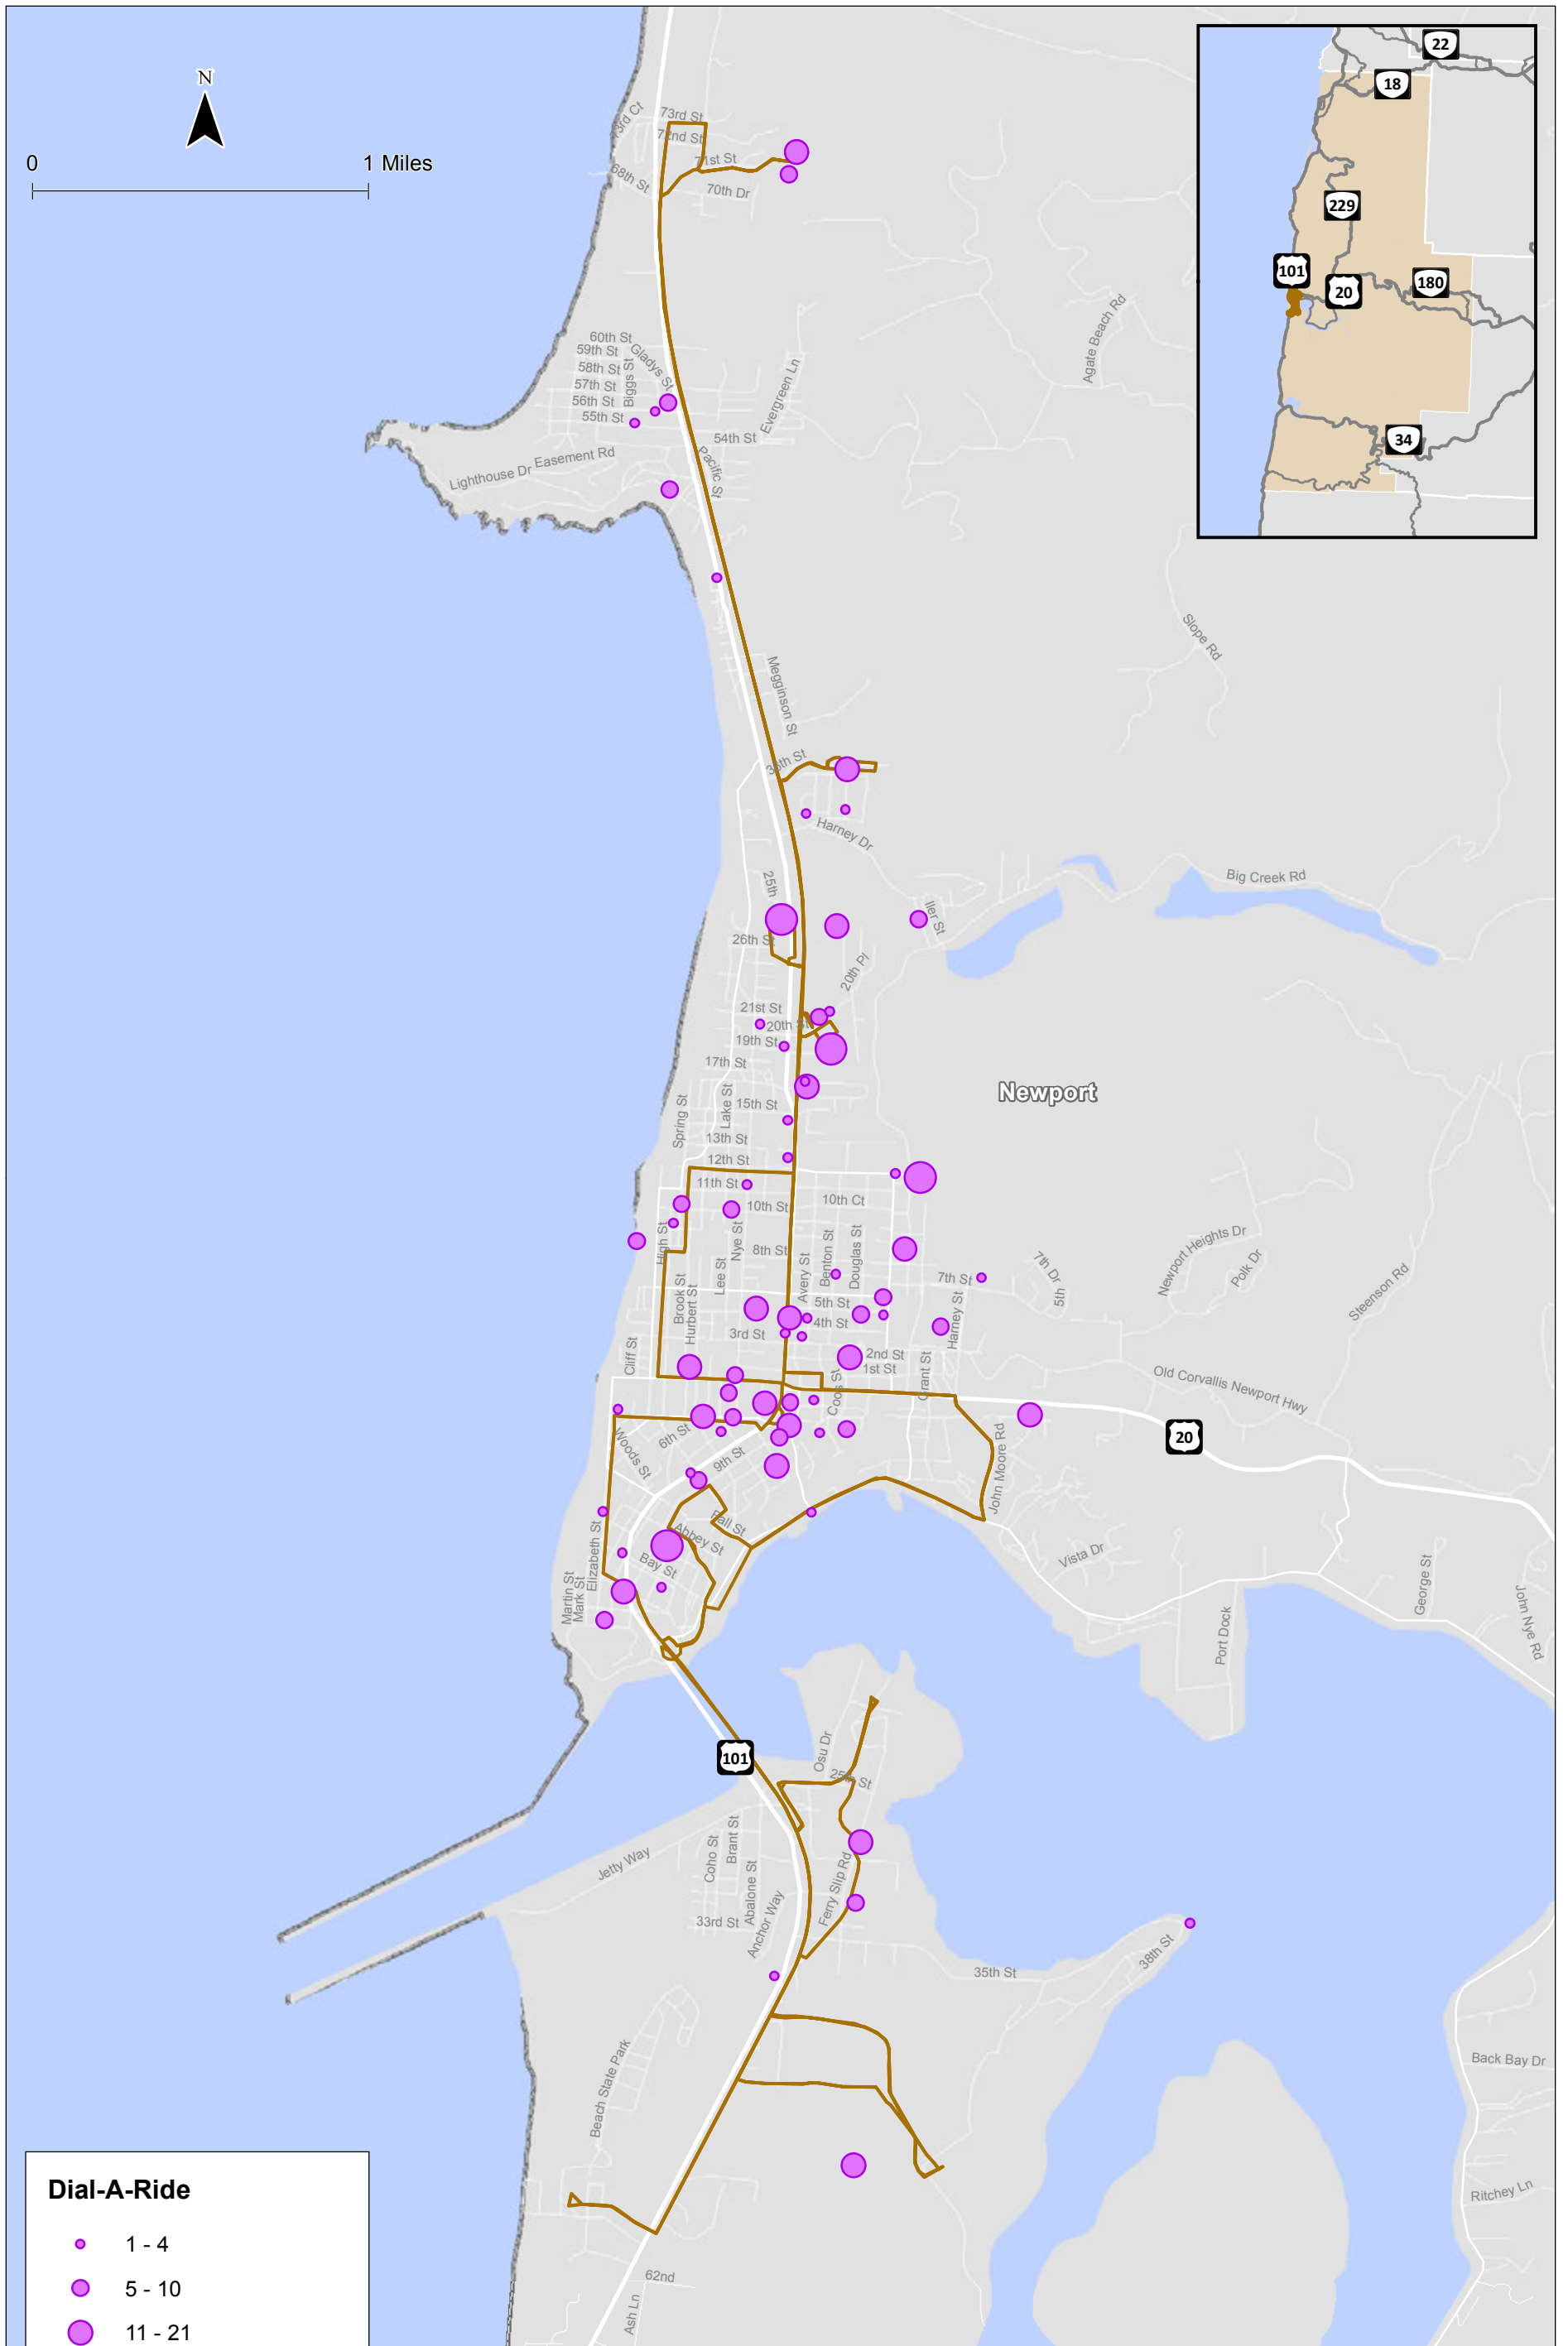 N
0
1 Miles
22
18
229
101
20
180
34
73rd Ct
73rd St
72nd St
71st St
68th St
70th Dr
60th St
59th St
58th St
57th St
56th St
55th St
Biggs St
Gladys St
Evergreen Ln
54th St
Lighthouse Dr
Easement Rd
Pacific St
Agate Beach Rd
Slope Rd
Megginson St
36th St
Harney Dr
Big Creek Rd
25th
Iler St
26th St
20th Pl
21st St
20th St
19th St
17th St
Newport
Lake St
15th St
Spring St
13th St
12th St
11th St
10th St
10th Ct
High St
Nye St
8th St
Benton St
Douglas St
Avery St
Lee St
7th St
7th Dr
5th
Newport Heights Dr
Polk Dr
Steenson Rd
Brook St
Hurbert St
5th St
4th St
3rd St
Harney St
2nd St
1st St
Cliff St
Grant St
Coos St
Old Corvallis Newport Hwy
20
6th St
Woods St
9th St
John Moore Rd
Fall St
Abbey St
Bay St
Elizabeth St
Martin St
Mark St
Vista Dr
George St
John Nye Rd
Port Dock
101
Osu Dr
25th St
Jetty Way
Coho St
Brant St
Abalone St
Anchor Way
Ferry Slip Rd
33rd St
35th St
38th St
Beach State Park
Back Bay Dr
Ritchey Ln
62nd
Ash Ln
Dial-A-Ride
1 - 4
5 - 10
11 - 21